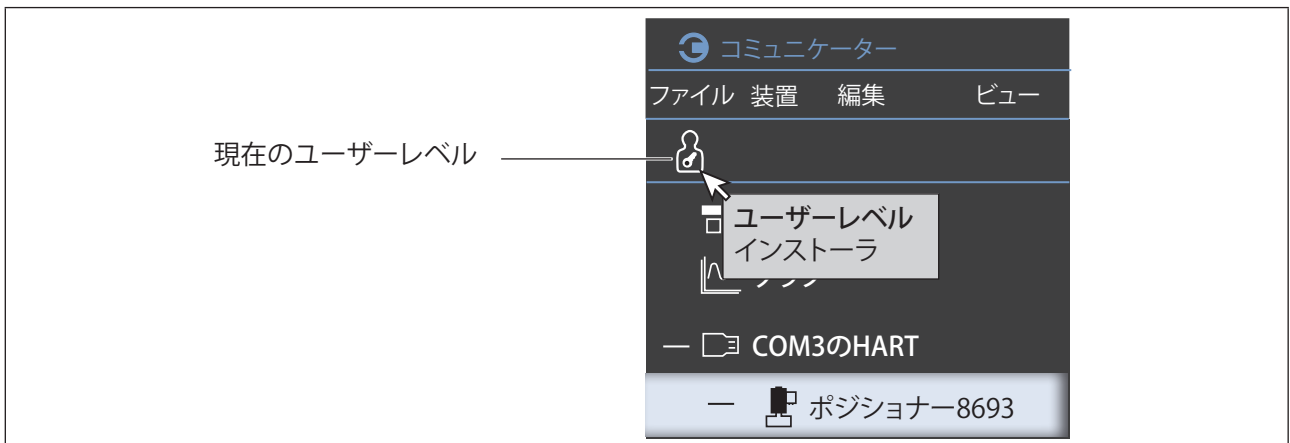 コミュニケーター
ファイル 装置 編集 ビュー
現在のユーザーレベル
ユーザーレベル
インストーラ
COM3のHART
ポジショナー8693